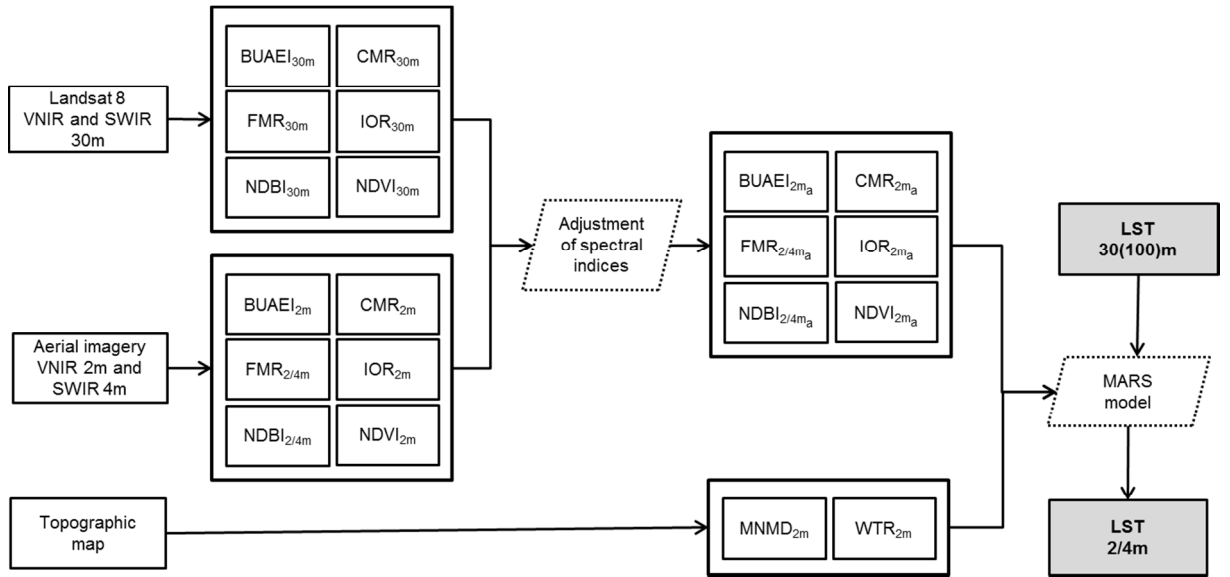 Landsat 8
VNIR and SWIR
30m
BUAEI30m
CMR30m
FMR30m
IOR30m
NDBI30m
NDVI30m
Aerial imagery
VNIR 2m and
SWIR 4m
BUAEI2m
CMR2m
FMR2/4m
IOR2m
NDBI2/4m
NDVI2m
Topographic
map
Adjustment
of spectral
indices
BUAEI2ma
CMR2ma
FMR2/4ma
IOR2ma
NDBI2/4ma
NDVI2ma
MNMD2m
WTR2m
LST
30(100)m
MARS
model
LST
2/4m